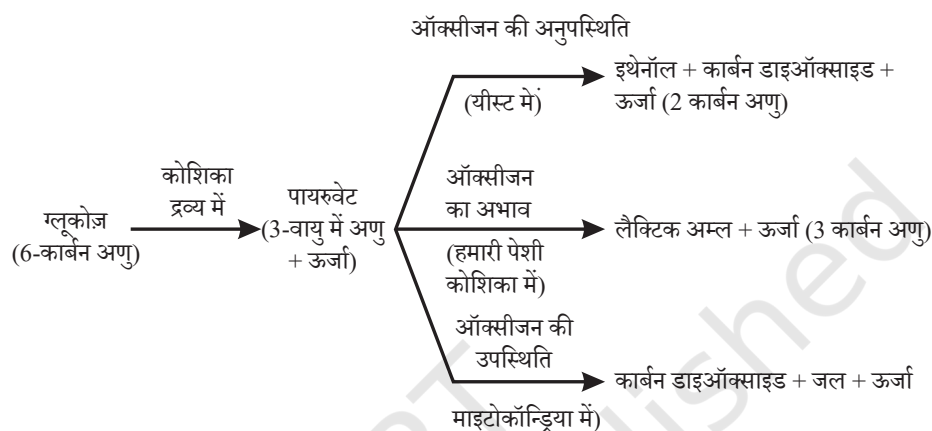 ऑक्सीजन की अनुपस्थिति
(यीस्ट में)
इथेनॉल + कार्बन डाइऑक्साइड +
ऊर्जा (2 कार्बन अणु)
ग्लूकोज़
(6-कार्बन अणु)
कोशिका
द्रव्य में
पायरुवेट
(3-वायु में अणु
+ ऊर्जा)
ऑक्सीजन
का अभाव
(हमारी पेशी
कोशिका में)
लैक्टिक अम्ल + ऊर्जा (3 कार्बन अणु)
ऑक्सीजन की
उपस्थिति
माइटोकॉन्ड्रिया में)
कार्बन डाइऑक्साइड + जल + ऊर्जा